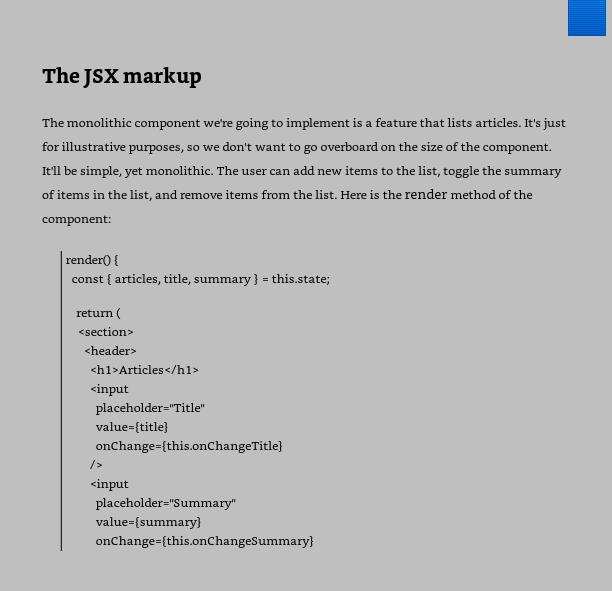 The JSX markup
The monolithic component we're going to implement is a feature that lists articles. It's just
for illustrative purposes, so we don't want to go overboard on the size of the component.
It'll be simple, yet monolithic. The user can add new items to the list, toggle the summary
of items in the list, and remove items from the list. Here is the render method of the
component:
render() {
const { articles, title, summary } = this.state;
return (
<section>
<header>
<h1>Articles</h1>
<input
placeholder="Title"
value={title}
onChange={this.onChangeTitle}
/>
<input
placeholder="Summary"
value={summary}
onChange={this.onChangeSummary}